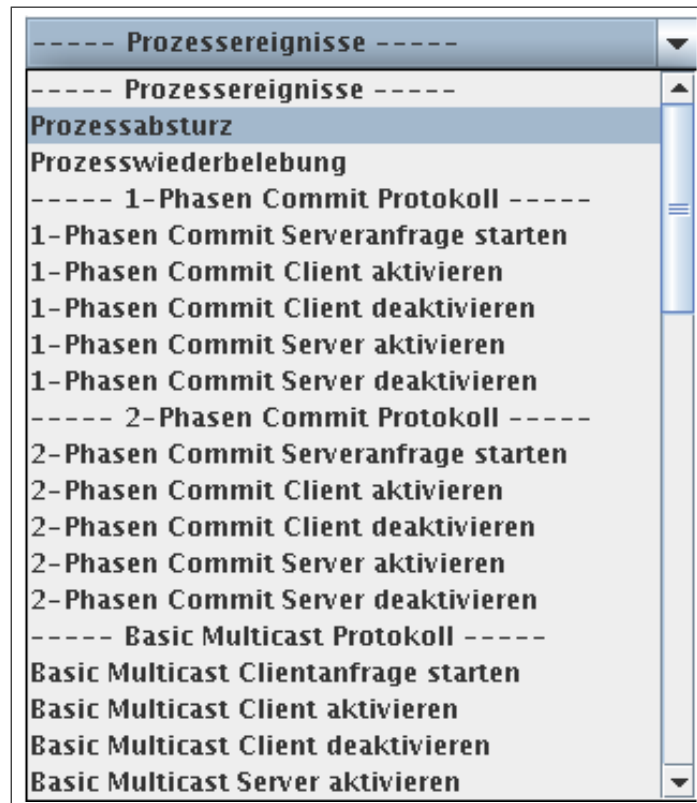 ----- Prozessereignisse -----
----- Prozessereignisse -----
Prozessabsturz
Prozesswiederbelebung
----- 1-Phasen Commit Protokoll -----
1-Phasen Commit Serveranfrage starten
1-Phasen Commit Client aktivieren
1-Phasen Commit Client deaktivieren
1-Phasen Commit Server aktivieren
1-Phasen Commit Server deaktivieren
----- 2-Phasen Commit Protokoll -----
2-Phasen Commit Serveranfrage starten
2-Phasen Commit Client aktivieren
2-Phasen Commit Client deaktivieren
2-Phasen Commit Server aktivieren
2-Phasen Commit Server deaktivieren
----- Basic Multicast Protokoll -----
Basic Multicast Clientanfrage starten
Basic Multicast Client aktivieren
Basic Multicast Client deaktivieren
Basic Multicast Server aktivieren